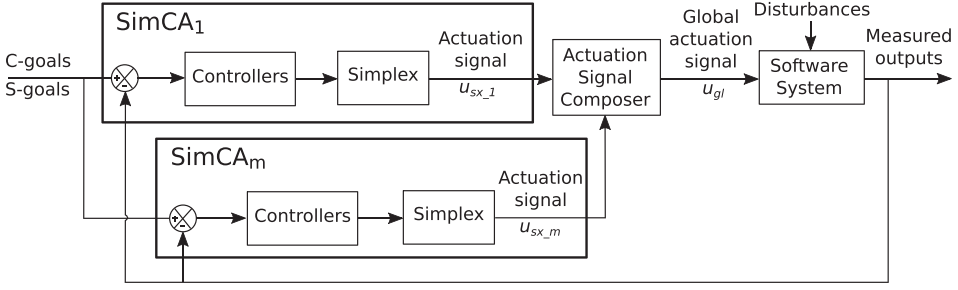 SimCA1
C-goals
S-goals
+
-
Controllers
Simplex
Actuation
signal
usx_1
Actuation
Signal
Composer
Global
actuation
signal
ugl
Disturbances
Software
System
Measured
outputs
SimCAm
+
-
Controllers
Simplex
Actuation
signal
usx_m